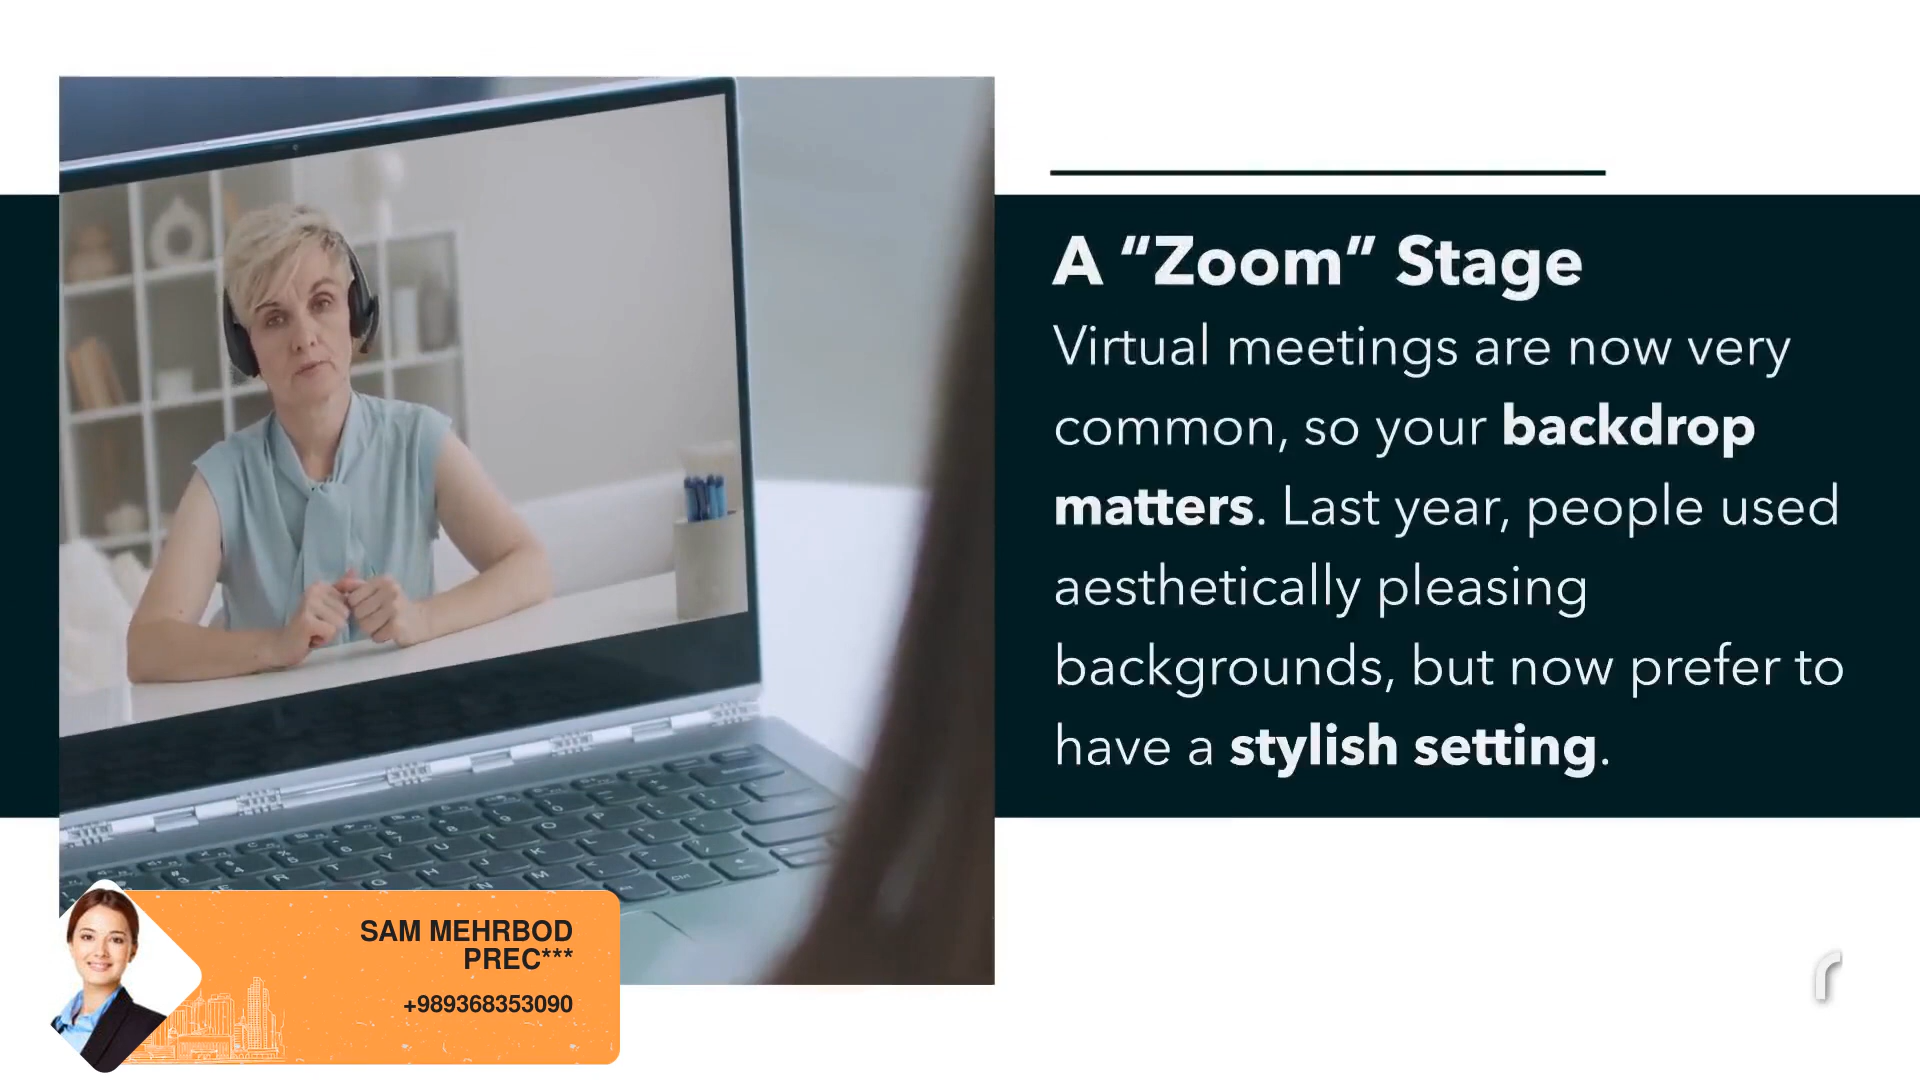 A “Zoom” Stage
Virtual meetings are now very
common, so your backdrop
matters. Last year, people used
aesthetically pleasing
backgrounds, but now prefer to
have a stylish setting.
SAM MEHRBOD
PREC***
+989368353090